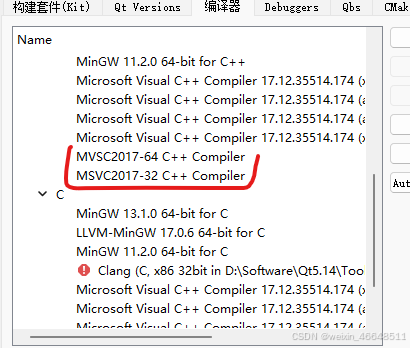 构建套件(Kit) Qt Versions 编译器 Debuggers Qbs CMak
Name
MinGW 11.2.0 64-bit for C++
Microsoft Visual C++ Compiler 17.12.35514.174 (x
Microsoft Visual C++ Compiler 17.12.35514.174 (a
Microsoft Visual C++ Compiler 17.12.35514.174 (a
Microsoft Visual C++ Compiler 17.12.35514.174 (x
MVSC2017-64 C++ Compiler
MSVC2017-32 C++ Compiler
C
MinGW 13.1.0 64-bit for C
LLVM-MinGW 17.0.6 64-bit for C
MinGW 11.2.0 64-bit for C
Clang (C, x86 32bit in D:\Software\Qt5.14\Too
Microsoft Visual C++ Compiler 17.12.35514.174 (x
Microsoft Visual C++ Compiler 17.12.35514.174 (a
Microsoft Visual C++ Compiler 17.12.35514.174 (a
Aut
CSDN @weixin_46648511